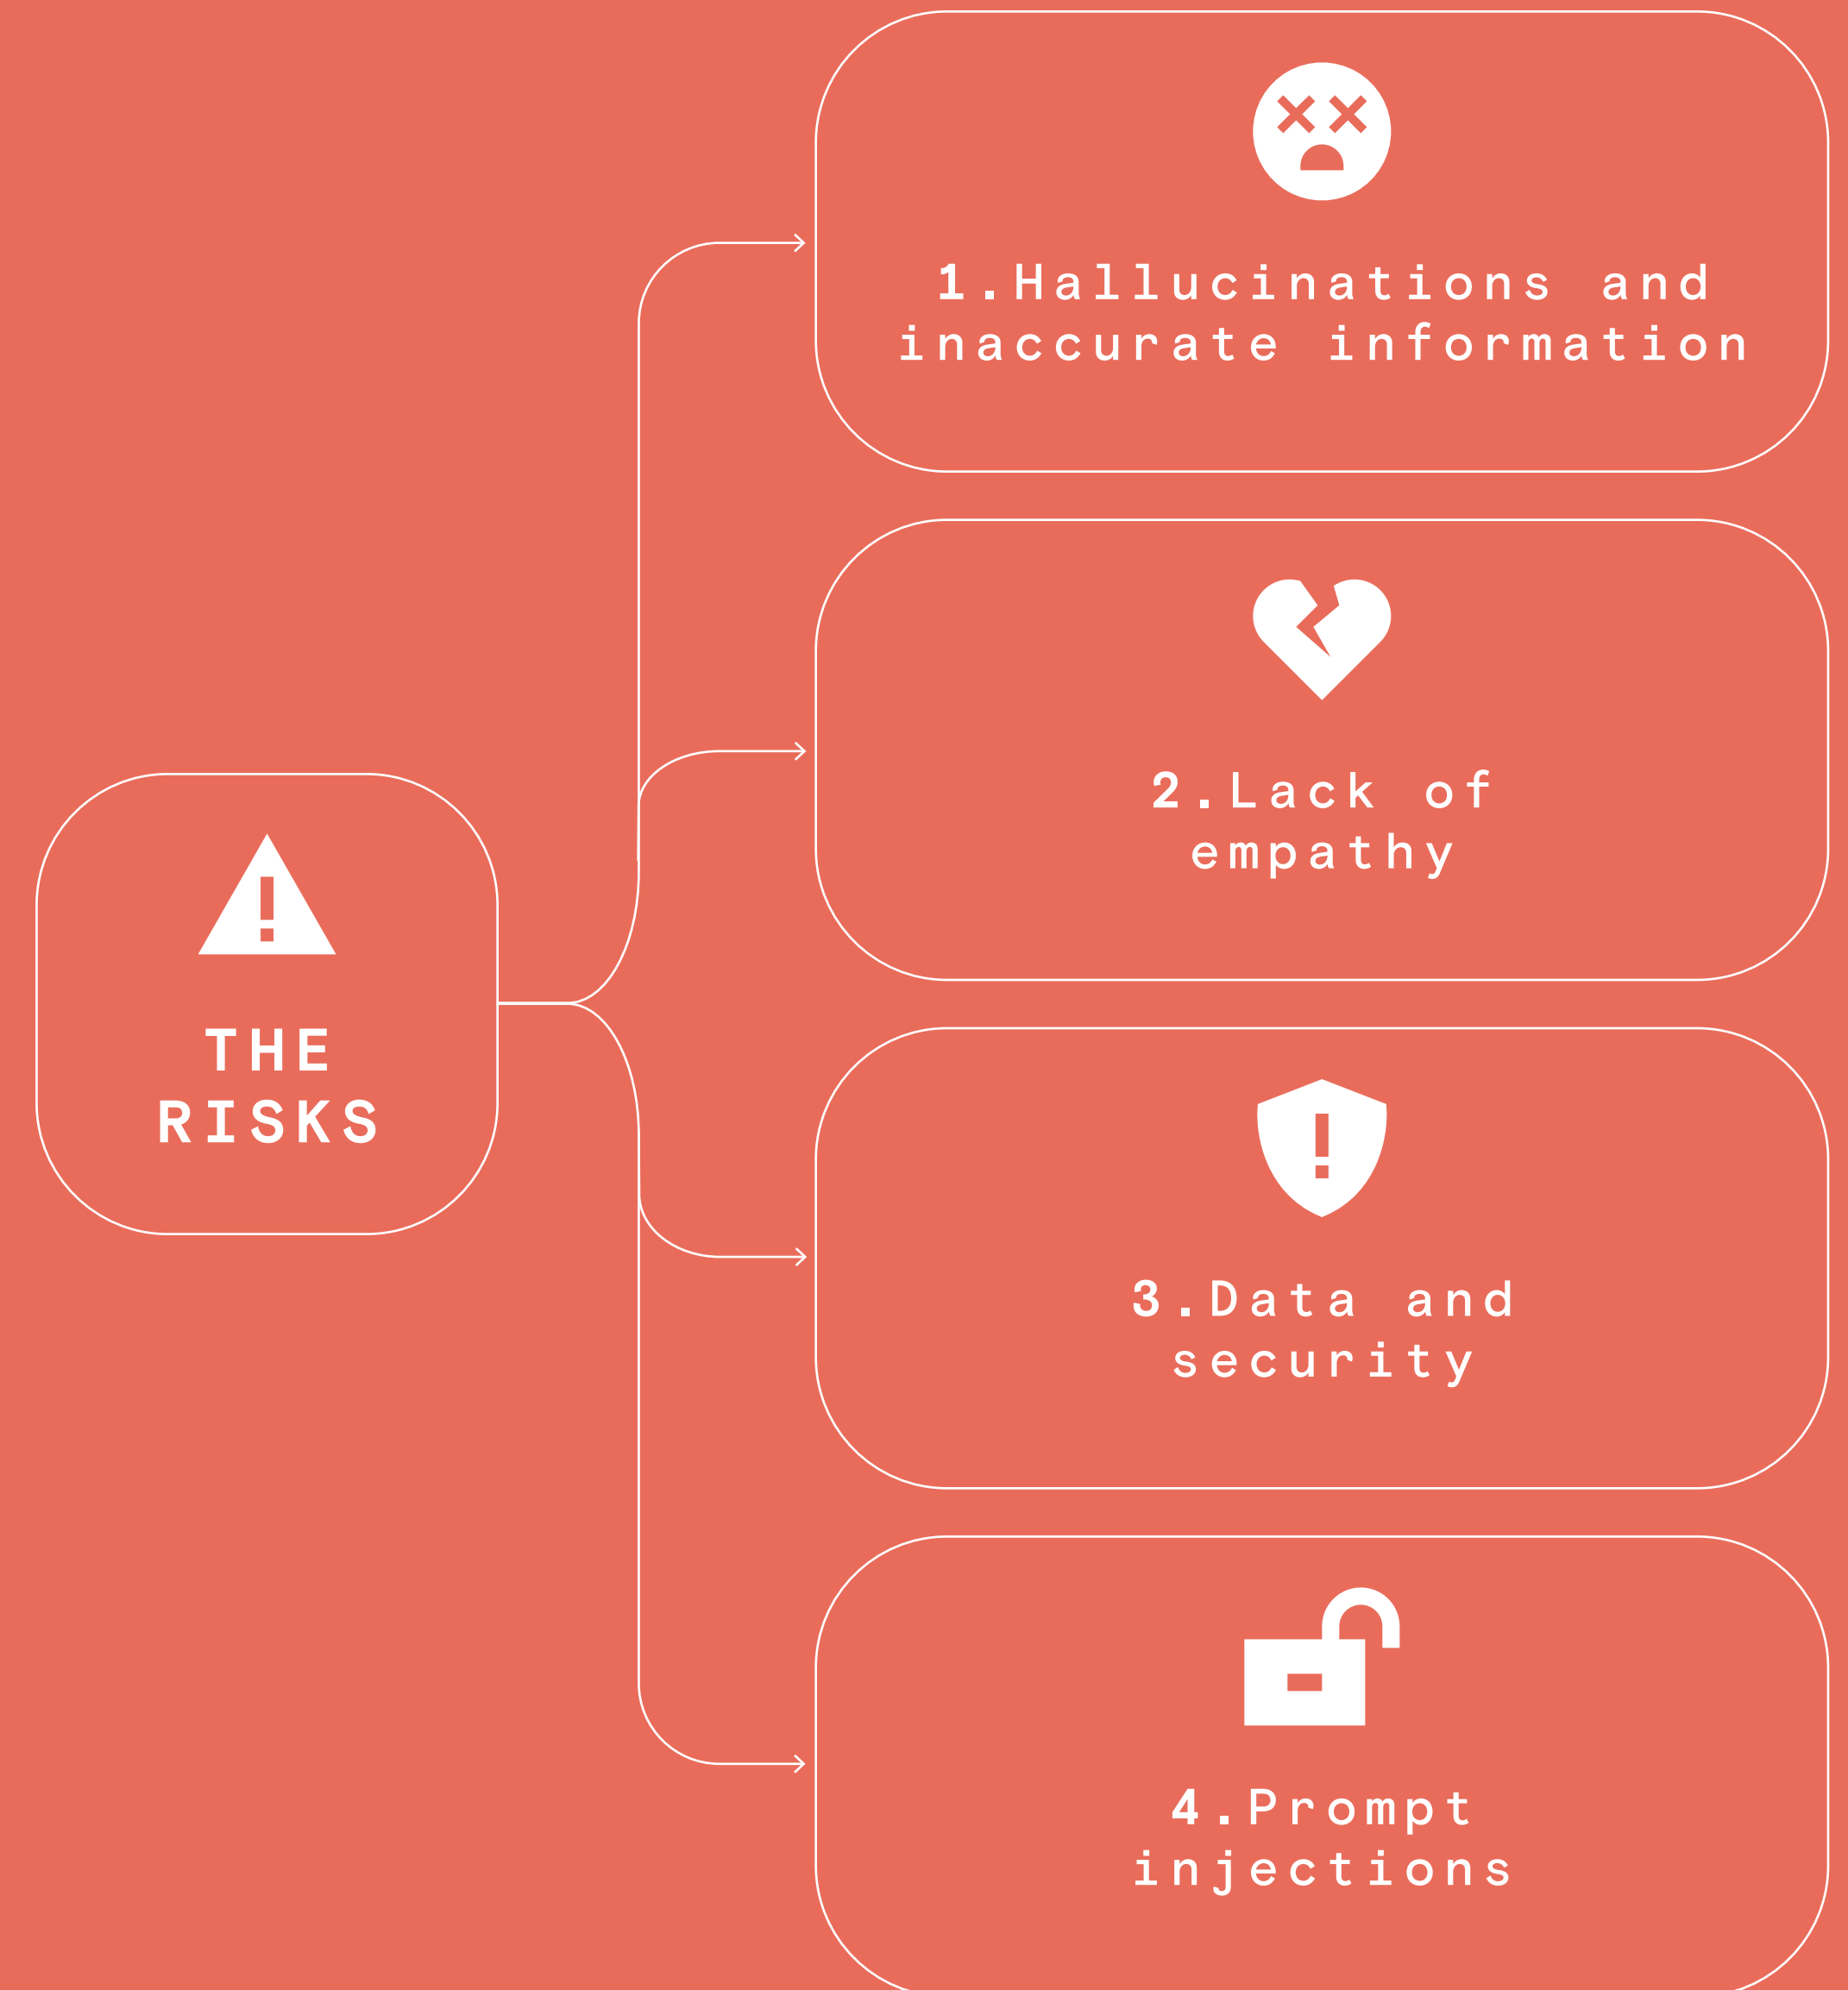 THE
RISKS
1.Hallucinations and
inaccurate information
2.Lack of
empathy
3.Data and
security
4.Prompt
injections